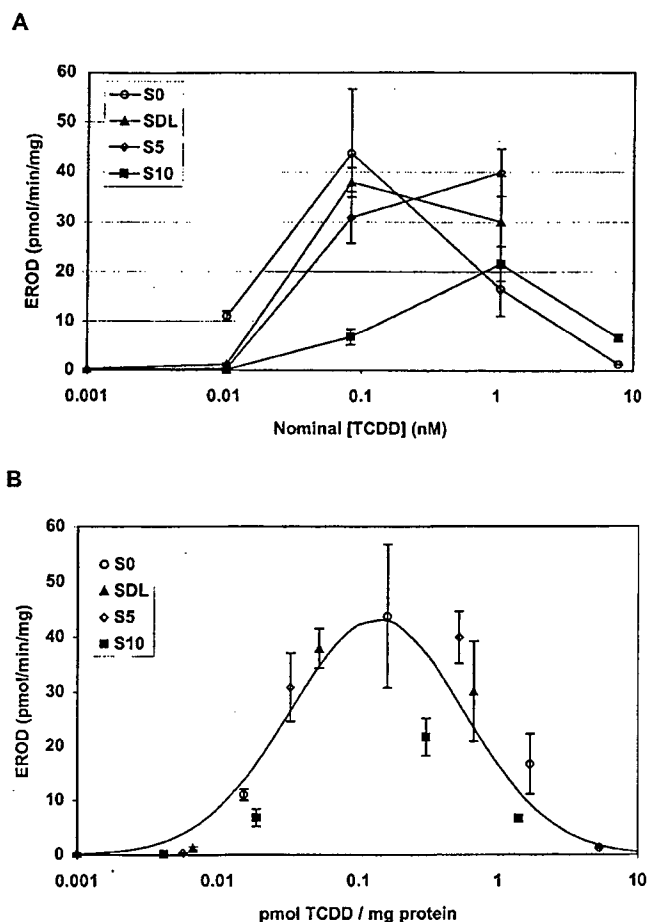 A
60
50
40
30
20
10
0
EROD (pmol/min/mg)
S0
SDL
S5
S10
0.001
0.01
0.1
1
10
Nominal [TCDD] (nM)
B
60
50
40
30
20
10
0
EROD (pmol/min/mg)
S0
SDL
S5
S10
0.001
0.01
0.1
1
10
pmol TCDD / mg protein